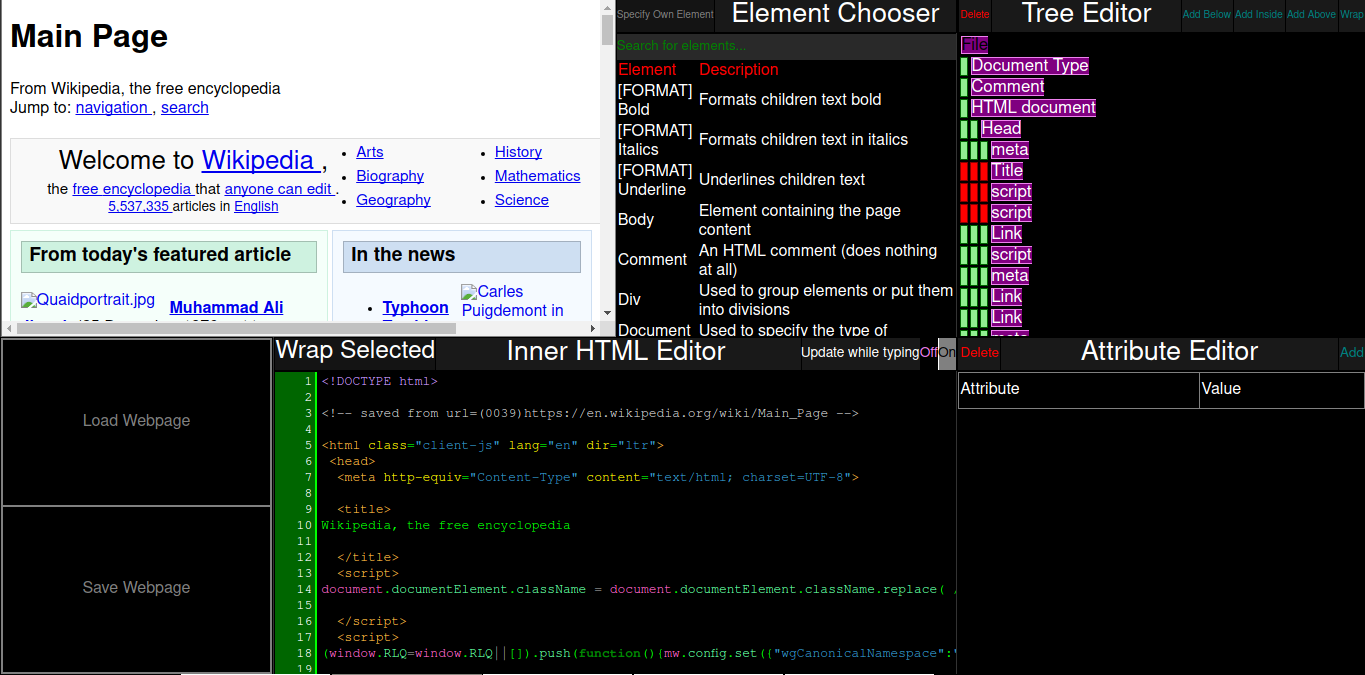 Main Page
From Wikipedia, the free encyclopedia
Jump to: navigation , search
Welcome to Wikipedia ,
the free encyclopedia that anyone can edit .
5,537,335 articles in English
Arts
Biography
Geography
History
Mathematics
Science
From today's featured article
Quaidportrait.jpg
Muhammad Ali
In the news
Typhoon
Carles
Puigdemont in
Specify Own Element
Element Chooser
Search for elements...
Element Description
[FORMAT]
Bold
Formats children text bold
[FORMAT]
Italics
Formats children text in italics
[FORMAT]
Underline
Underlines children text
Body
Element containing the page
content
Comment
An HTML comment (does nothing
at all)
Div
Used to group elements or put them
into divisions
Document
Used to specify the type of
Delete
Tree Editor
Add Below
Add Inside
Add Above
Wrap
File
Document Type
Comment
HTML document
Head
meta
Title
script
script
Link
script
meta
Link
Link
meta
Load Webpage
Save Webpage
Wrap Selected
Inner HTML Editor
Update while typing
Off
On
1 <!DOCTYPE html>
2
3 <!-- saved from url=(0039)https://en.wikipedia.org/wiki/Main_Page -->
4
5 <html class="client-js" lang="en" dir="ltr">
6 <head>
7 <meta http-equiv="Content-Type" content="text/html; charset=UTF-8">
8
9 <title>
10 Wikipedia, the free encyclopedia
11
12 </title>
13 <script>
14 document.documentElement.className = document.documentElement.className.replace( /
15
16 </script>
17 <script>
18 (window.RLQ=window.RLQ||[]).push(function(){mw.config.set({"wgCanonicalNamespace":"
19
Delete
Attribute Editor
Add
Attribute
Value